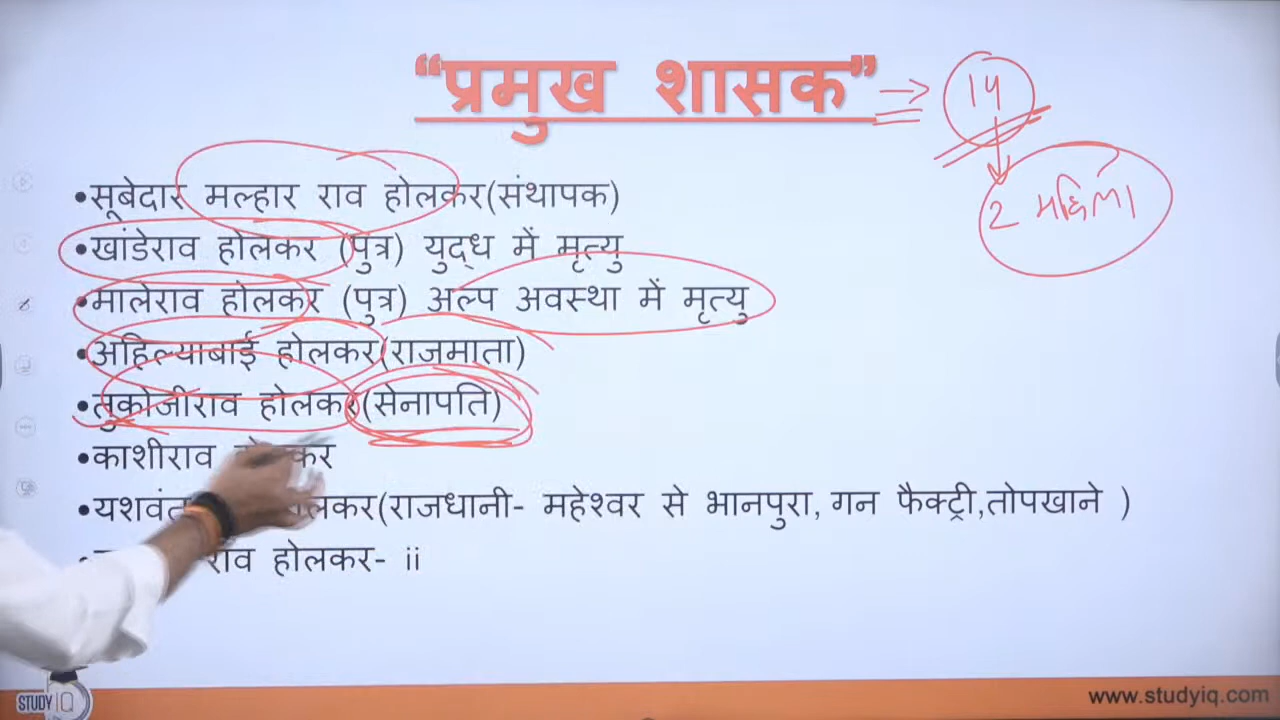 “प्रमुख शासक”
14
2 महिला
•सूबेदार मल्हार राव होलकर(संथापक)
•खांडेराव होलकर (पुत्र) युद्ध में मृत्यु
•मालेराव होलकर (पुत्र) अल्प अवस्था में मृत्यु
•अहिल्याबाई होलकर(राजमाता)
•तुकोजीराव होलकर(सेनापति)
•काशीराव
•यशवंत (राजधानी- महेश्वर से भानपुरा, गन फैक्ट्री,तोपखाने )
होलकर- ii
STUDY IQ
www.studyiq.com